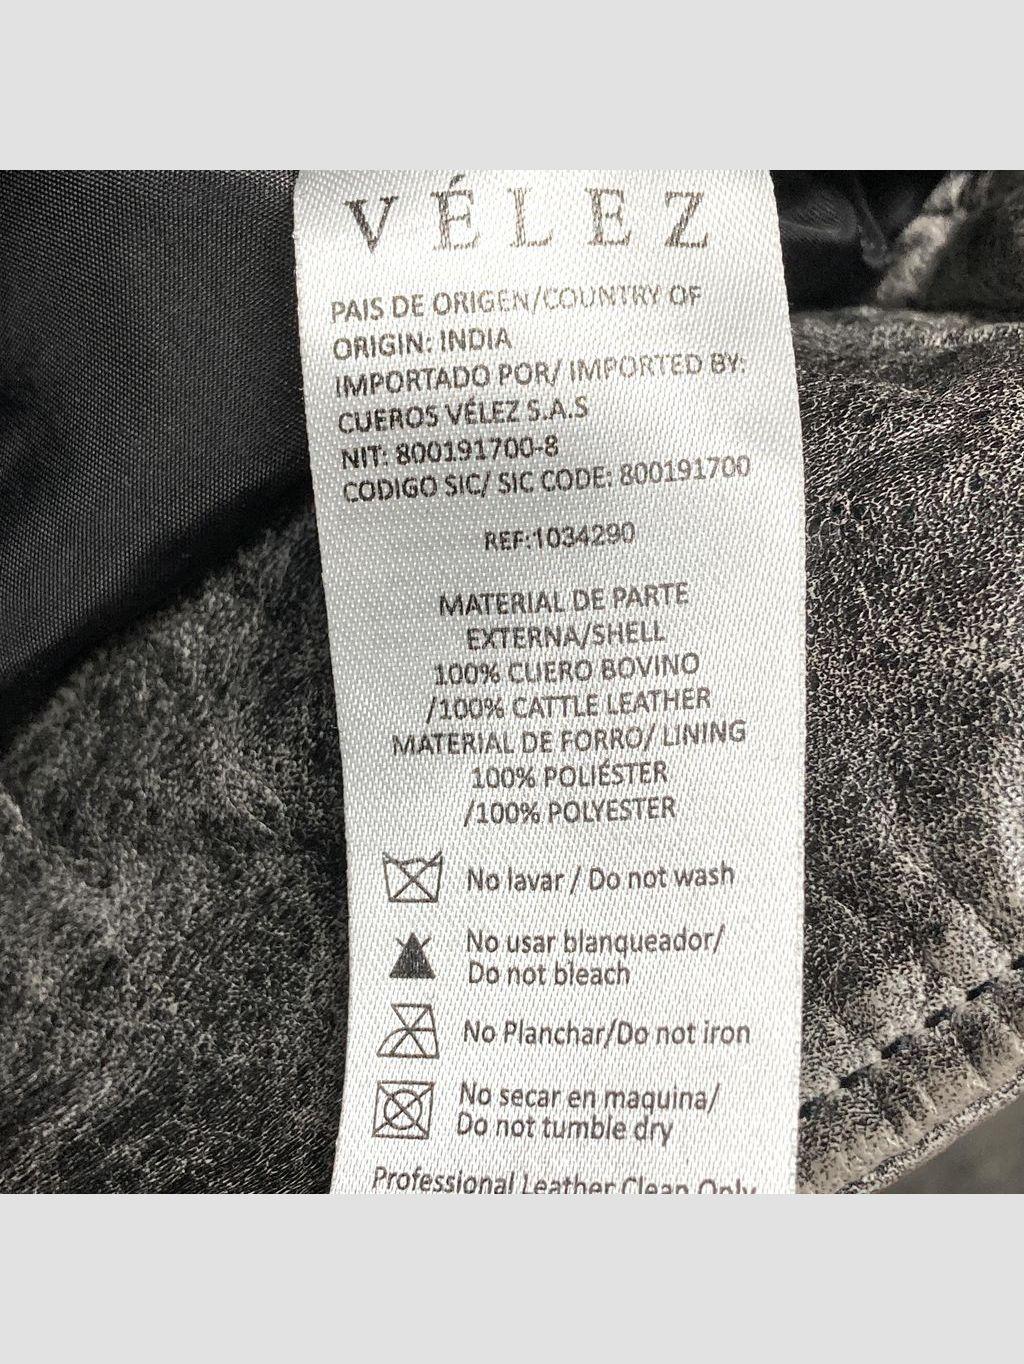 VÉLEZ
PAIS DE ORIGEN/COUNTRY OF
ORIGIN: INDIA
IMPORTADO POR/ IMPORTED BY:
CUEROS VÉLEZ S.A.S
NIT: 800191700-8
CODIGO SIC/ SIC CODE: 800191700
REF:1034290
MATERIAL DE PARTE
EXTERNA/SHELL
100% CUERO BOVINO
/100% CATTLE LEATHER
MATERIAL DE FORRO/ LINING
100% POLIÉSTER
/100% POLYESTER
No lavar / Do not wash
No usar blanqueador/
Do not bleach
No Planchar/Do not iron
No secar en maquina/
Do not tumble dry
Professional Leather Clean Only